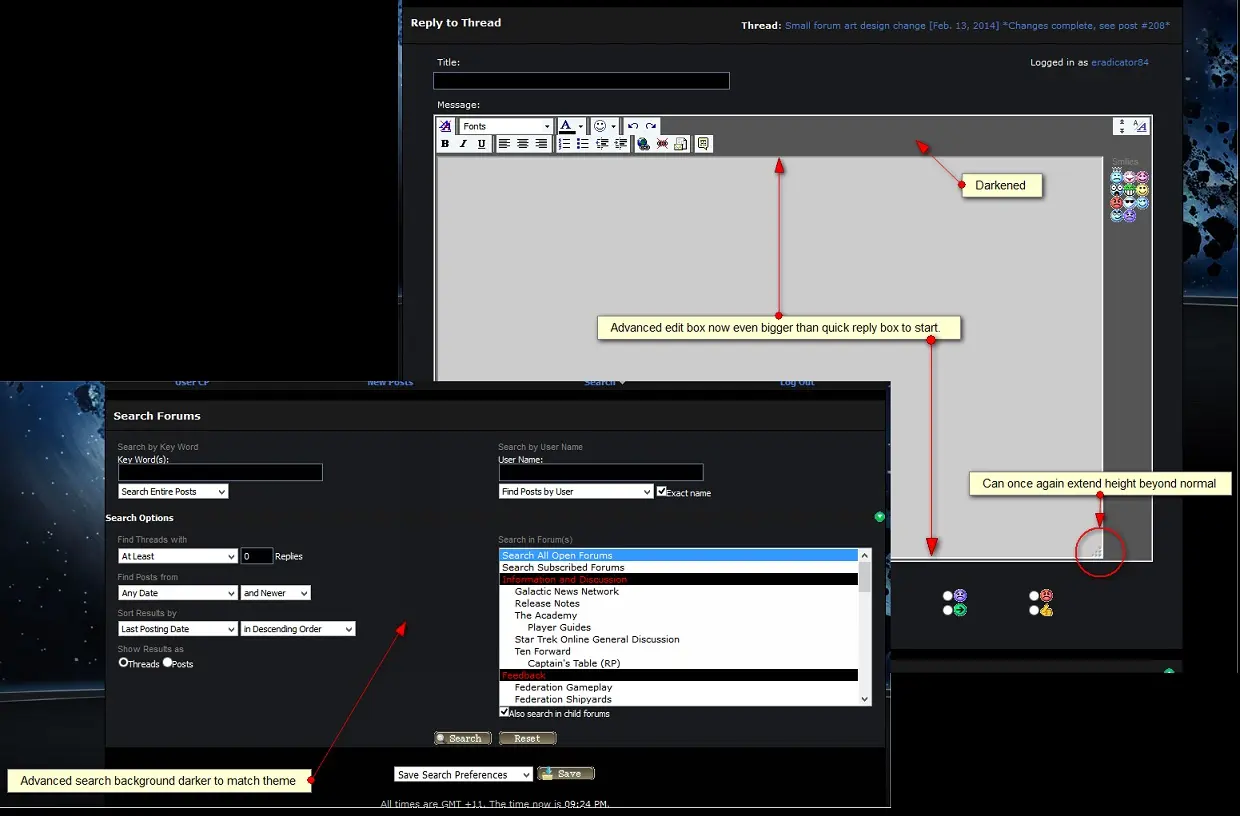 Reply to Thread
Thread: Small forum art design change [Feb. 13, 2014] *Changes complete, see post #208*
Title:
Logged in as eradicator84
Message:
Fonts
Smilies
Darkened
Advanced edit box now even bigger than quick reply box to start.
Can once again extend height beyond normal
User CP New Posts Search Log Out
Search Forums
Search by Key Word
Key Word(s):
Search Entire Posts
Search by User Name
User Name:
Find Posts by User
Exact name
Search Options
Find Threads with
At Least 0 Replies
Find Posts from
Any Date and Newer
Sort Results by
Last Posting Date in Descending Order
Show Results as
Threads Posts
Search in Forum(s)
Search All Open Forums
Search Subscribed Forums
Information and Discussion
Galactic News Network
Release Notes
The Academy
Player Guides
Star Trek Online General Discussion
Ten Forward
Captain's Table (RP)
Feedback
Federation Gameplay
Federation Shipyards
Also search in child forums
Search Reset
Advanced search background darker to match theme
Save Search Preferences Save
All times are GMT +11. The time now is 09:24 PM.